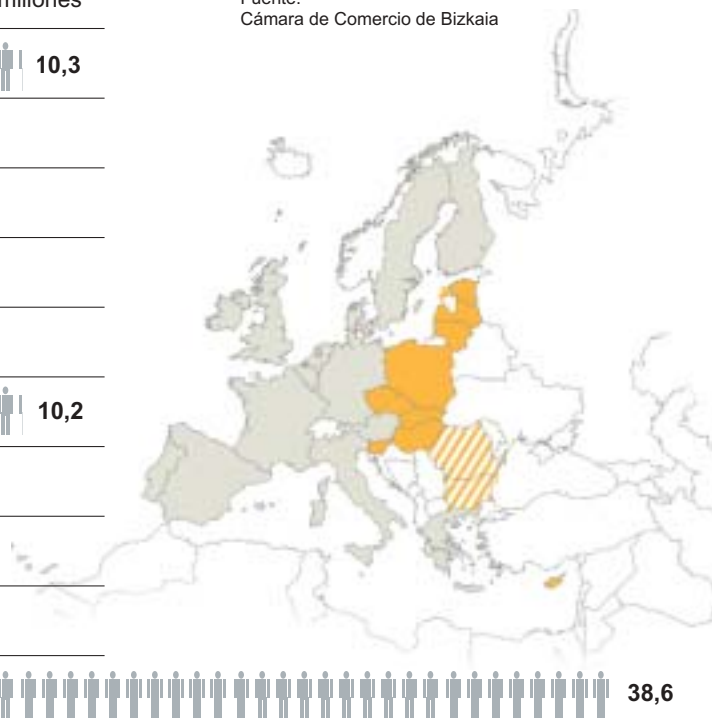 millones
Fuente:
Cámara de Comercio de Bizkaia
10,3
10,2
38,6